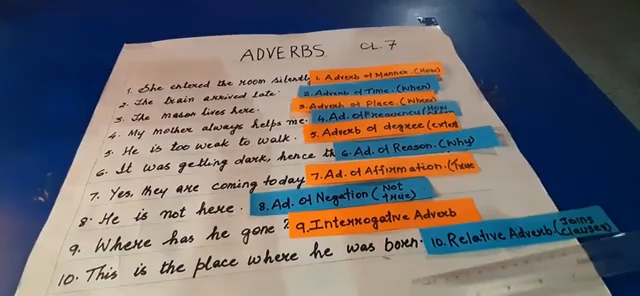 ADVERBS CL.7
1. She entered the room silently 1. Adverb of Manner. (How)
2. The train arrived late. 2. Adverb of Time. (When)
3. The mason lives here. 3. Adverb of Place. (Where)
4. My mother always helps me. 4. Ad. of Frequency (How
5. He is too weak to walk. 5. Adverb of degree (extent
6. It was getting dark, hence th 6. Ad. of Reason. (Why)
7. Yes, they are coming today 7. Ad. of Affirmation. (True
8. He is not here. 8. Ad. of Negation (Not True)
9. Where has he gone ? 9. Interrogative Adverb
10. This is the place where he was born. 10. Relative Adverb. (Joins clauses)